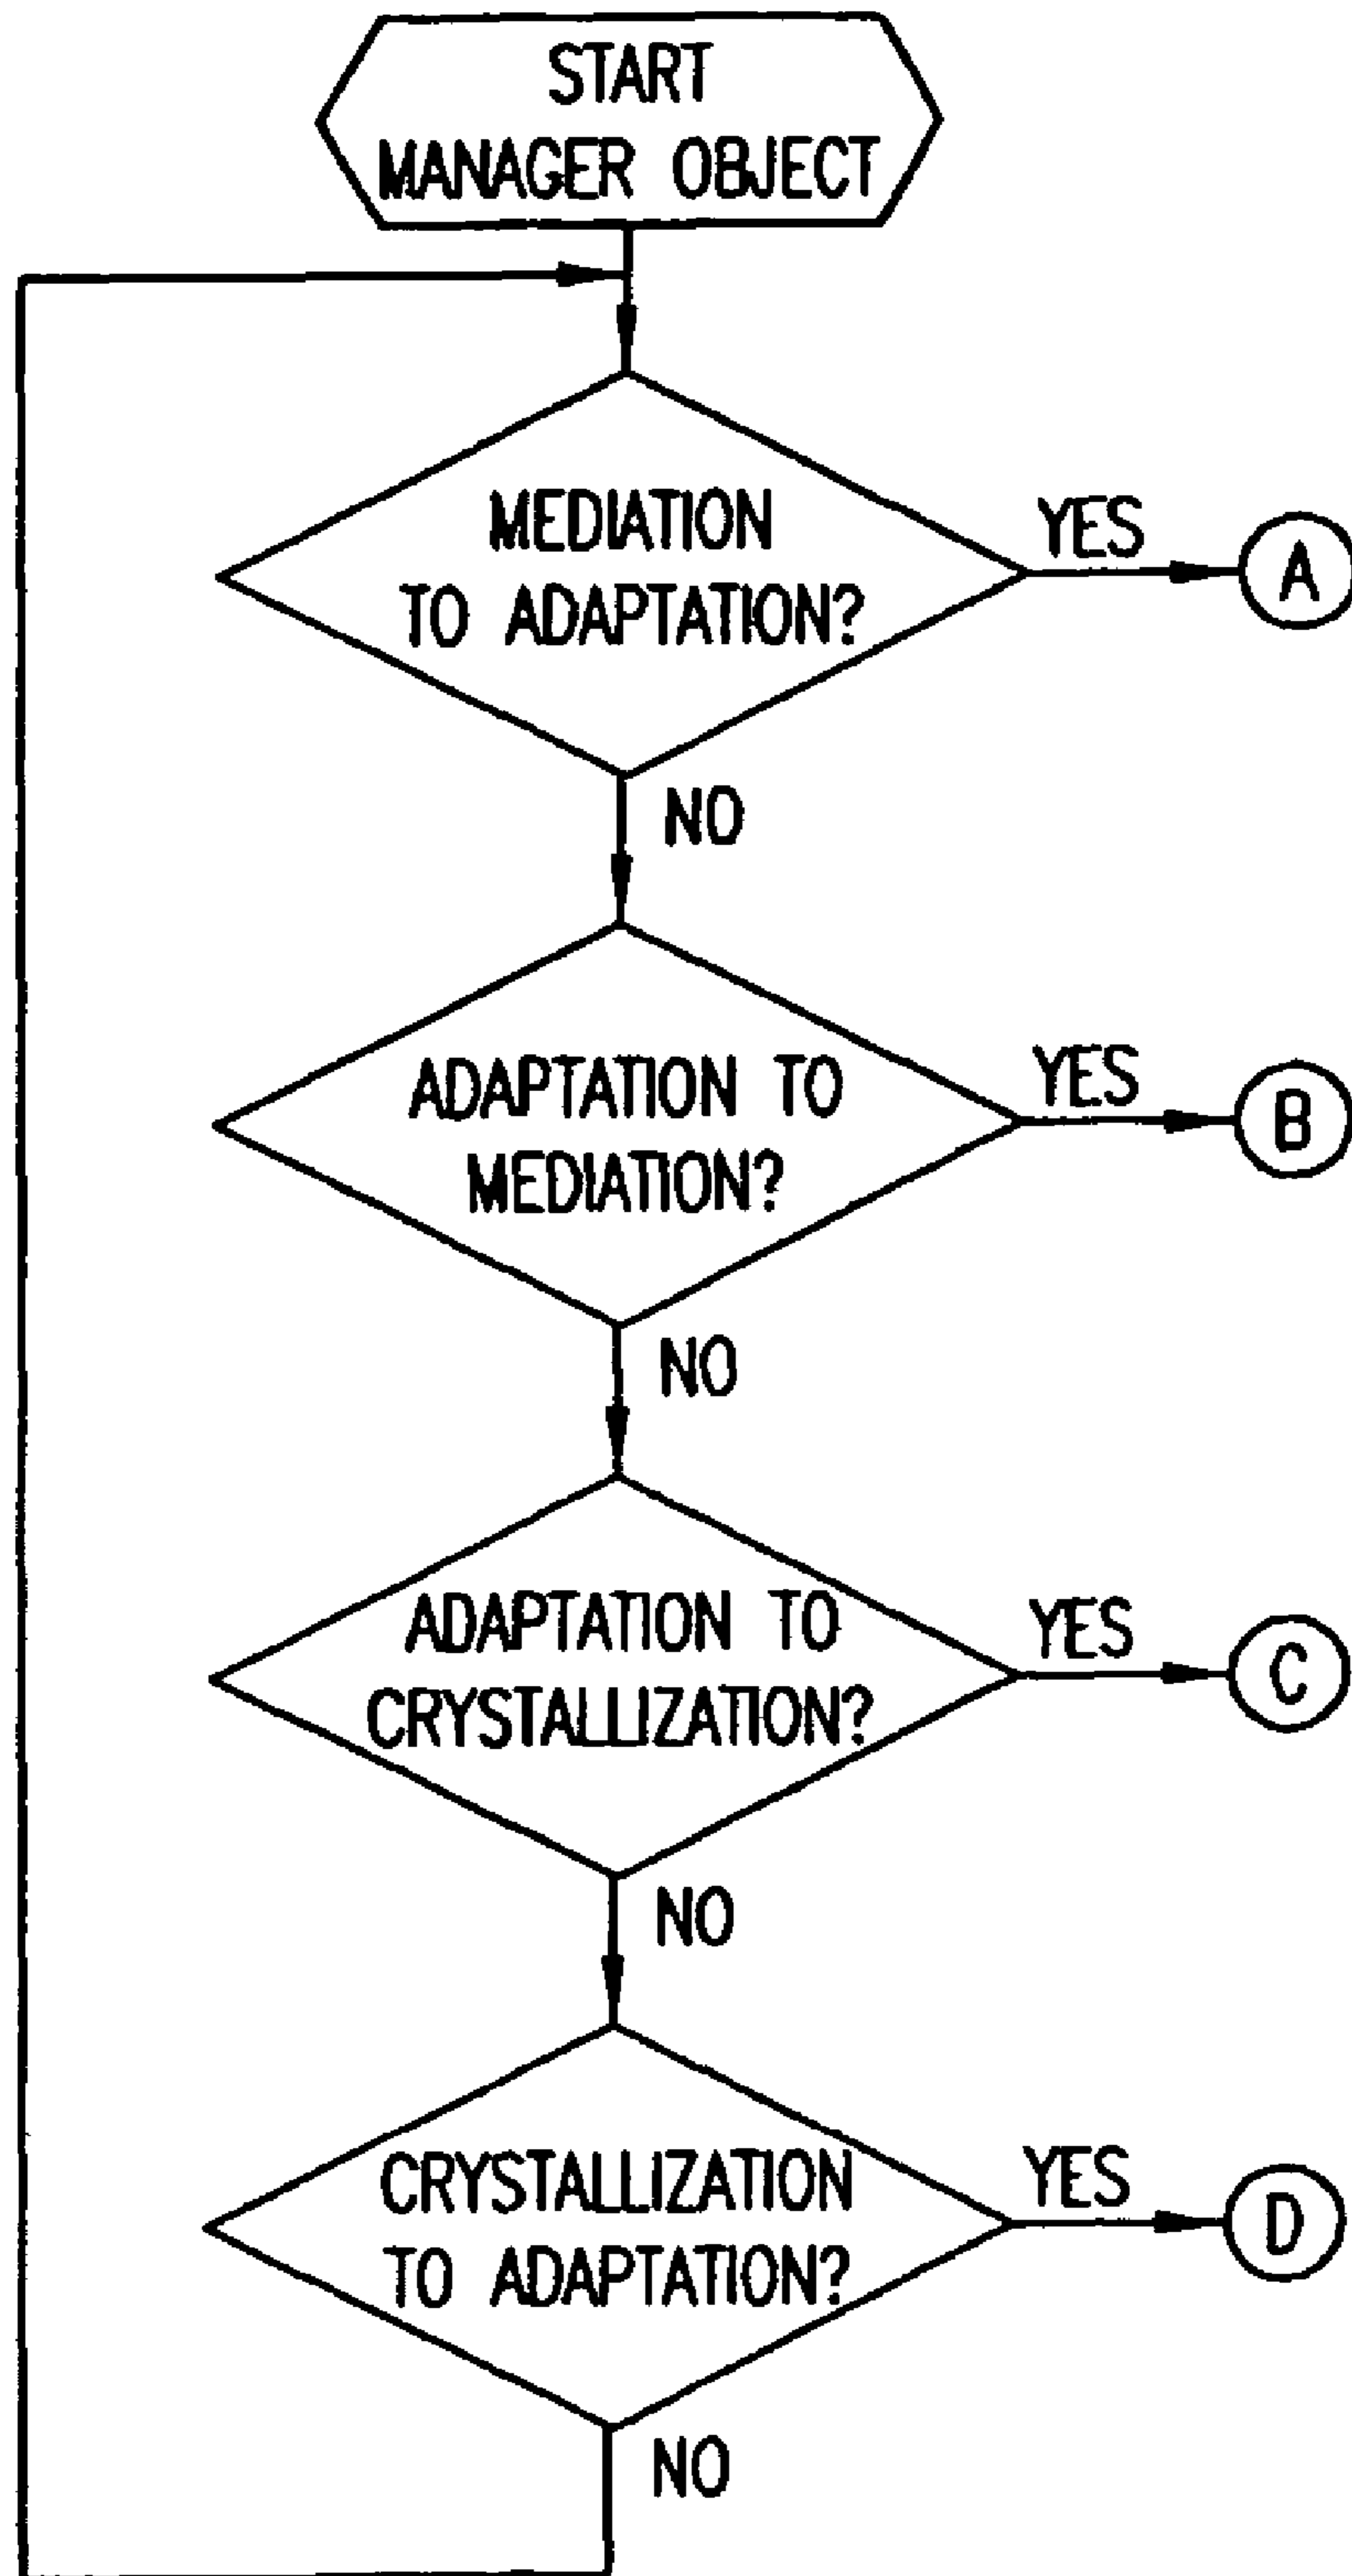 START
MANAGER OBJECT
MEDIATION
TO ADAPTATION?
YES
A
NO
ADAPTATION TO
MEDIATION?
YES
B
NO
ADAPTATION TO
CRYSTALLIZATION?
YES
C
NO
CRYSTALLIZATION
TO ADAPTATION?
YES
D
NO